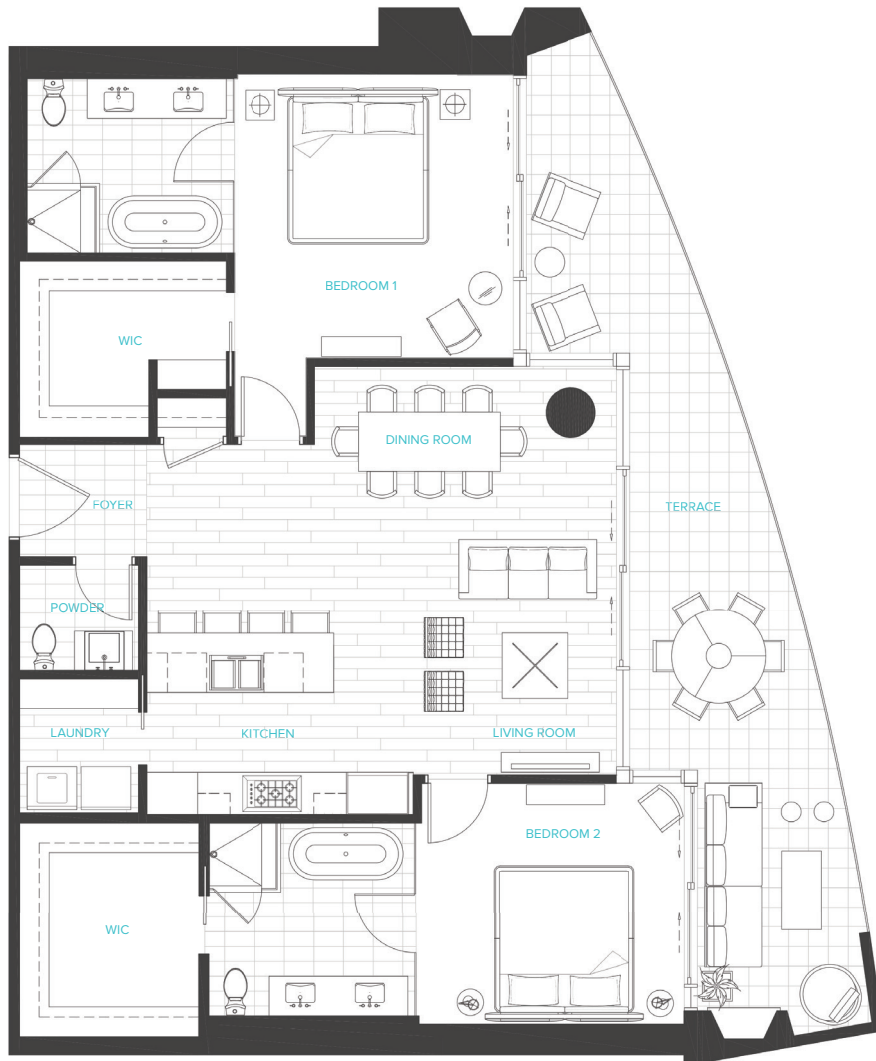 BEDROOM 1
WIC
DINING ROOM
FOYER
TERRACE
POWDER
LAUNDRY
KITCHEN
LIVING ROOM
BEDROOM 2
WIC